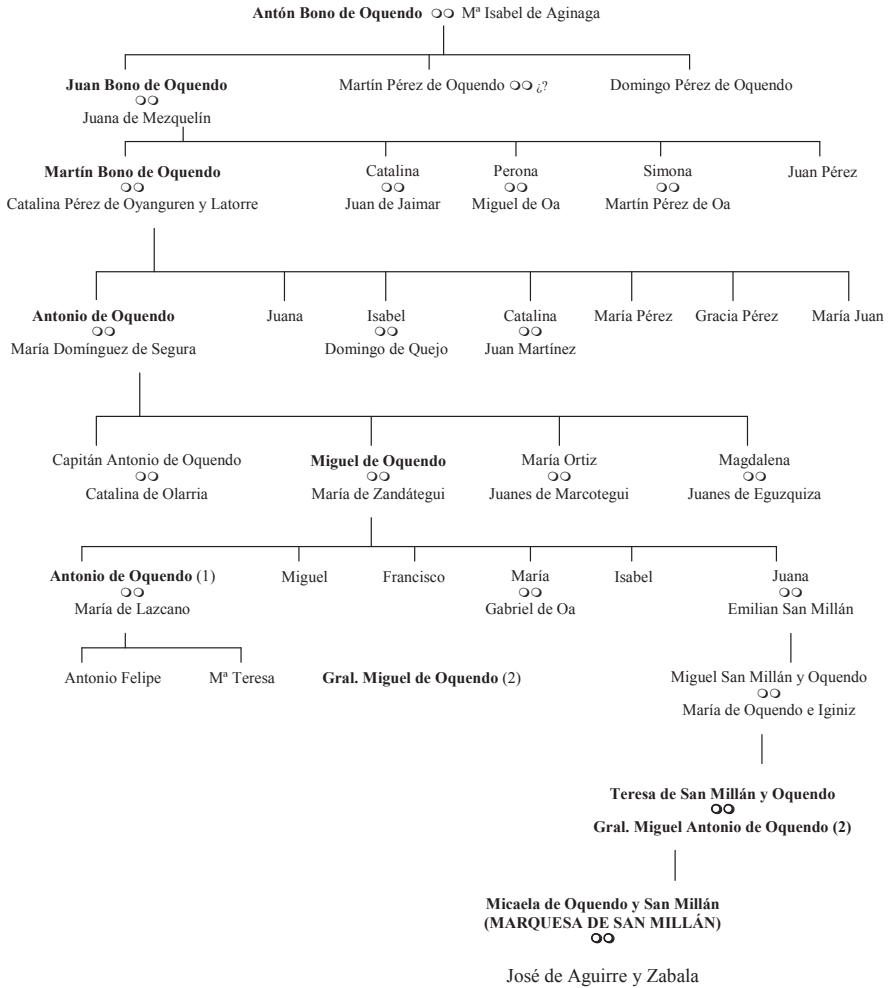 Antón Bono de Oquendo Mª Isabel de Aginaga
Juan Bono de Oquendo Martín Pérez de Oquendo ¿? Domingo Pérez de Oquendo
Juana de Mezquelín
Martín Bono de Oquendo Catalina Perona Simona Juan Pérez
Catalina Pérez de Oyanguren y Latorre Juan de Jaimar Miguel de Oa Martín Pérez de Oa
Antonio de Oquendo Juana Isabel Catalina María Pérez Gracia Pérez María Juan
María Domínguez de Segura Domingo de Quejo Juan Martínez
Capitán Antonio de Oquendo Miguel de Oquendo María Ortiz Magdalena
Catalina de Olarria María de Zandátegui Juanes de Marcotegui Juanes de Eguzquiza
Antonio de Oquendo (1) Miguel Francisco María Isabel Juana
María de Lazcano Gabriel de Oa Emilian San Millán
Antonio Felipe Mª Teresa Gral. Miguel de Oquendo (2) Miguel San Millán y Oquendo
María de Oquendo e Iginiz
Teresa de San Millán y Oquendo
Gral. Miguel Antonio de Oquendo (2)
Micaela de Oquendo y San Millán
(MARQUESA DE SAN MILLÁN)
José de Aguirre y Zabala